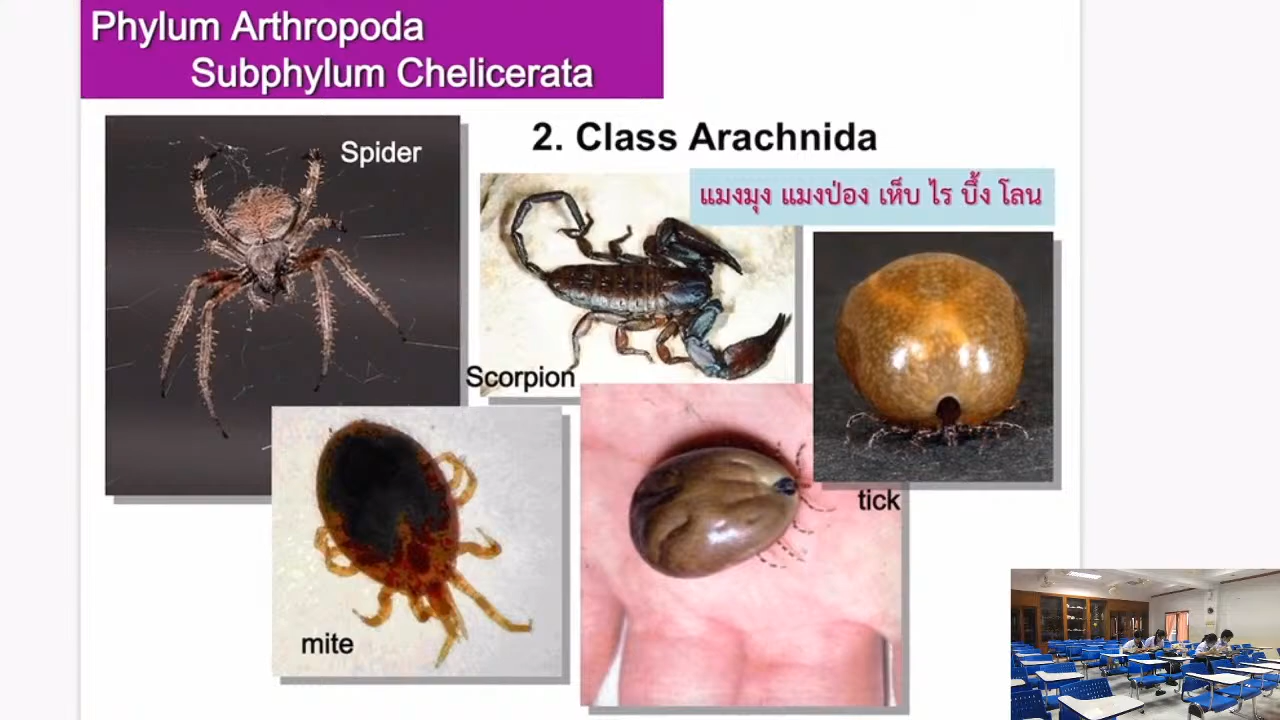 Phylum Arthropoda
Subphylum Chelicerata
Spider
2. Class Arachnida
แมงมุง แมงป่อง เห็บ ไร บึ้ง โลน
Scorpion
tick
mite